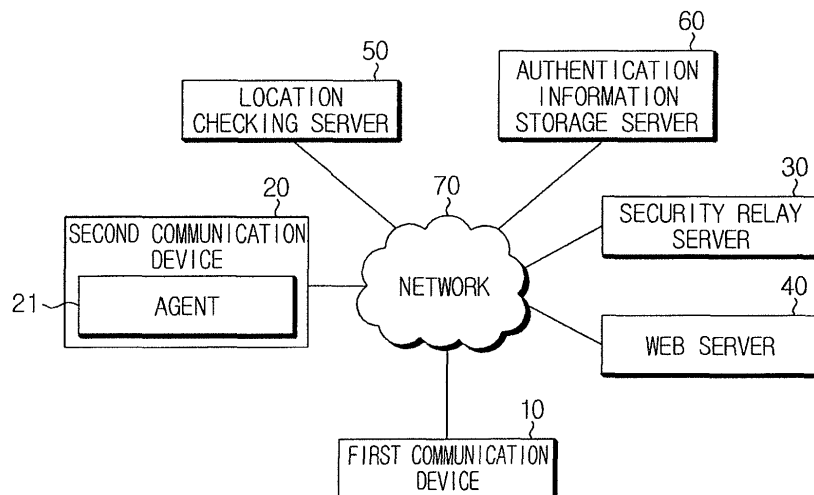 60
50
AUTHENTICATION
INFORMATION
STORAGE SERVER
LOCATION
CHECKING SERVER
30
20
70
SECURITY RELAY
SERVER
SECOND COMMUNICATION
DEVICE
NETWORK
21
AGENT
40
WEB SERVER
10
FIRST COMMUNICATION
DEVICE